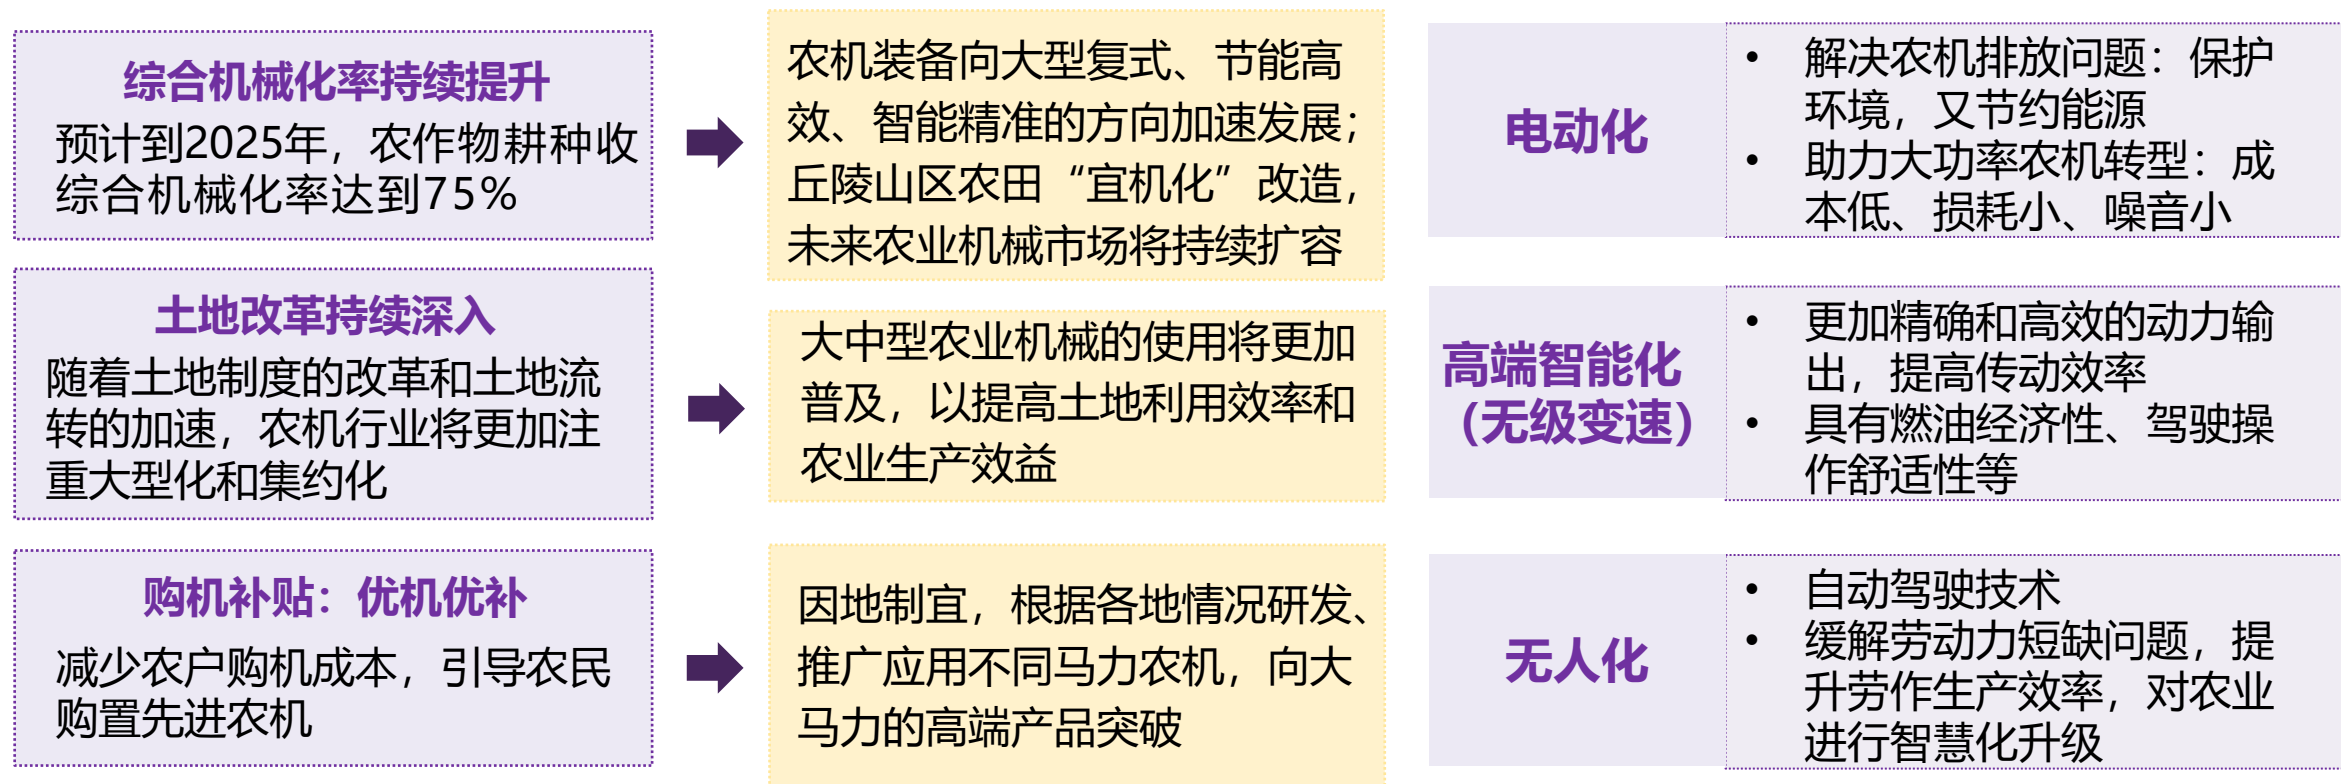 综合机械化率持续提升
预计到2025年，农作物耕种收
综合机械化率达到75%
农机装备向大型复式、节能高
效、智能精准的方向加速发展；
丘陵山区农田“宜机化”改造，
未来农业机械市场将持续扩容
土地改革持续深入
随着土地制度的改革和土地流
转的加速，农机行业将更加注
重大型化和集约化
大中型农业机械的使用将更加
普及，以提高土地利用效率和
农业生产效益
购机补贴：优机优补
减少农户购机成本，引导农民
购置先进农机
因地制宜，根据各地情况研发、
推广应用不同马力农机，向大
马力的高端产品突破
电动化
• 解决农机排放问题：保护
环境，又节约能源
• 助力大功率农机转型：成
本低、损耗小、噪音小
高端智能化
（无级变速）
• 更加精确和高效的动力输
出，提高传动效率
• 具有燃油经济性、驾驶操
作舒适性等
无人化
• 自动驾驶技术
• 缓解劳动力短缺问题，提
升劳作生产效率，对农业
进行智慧化升级